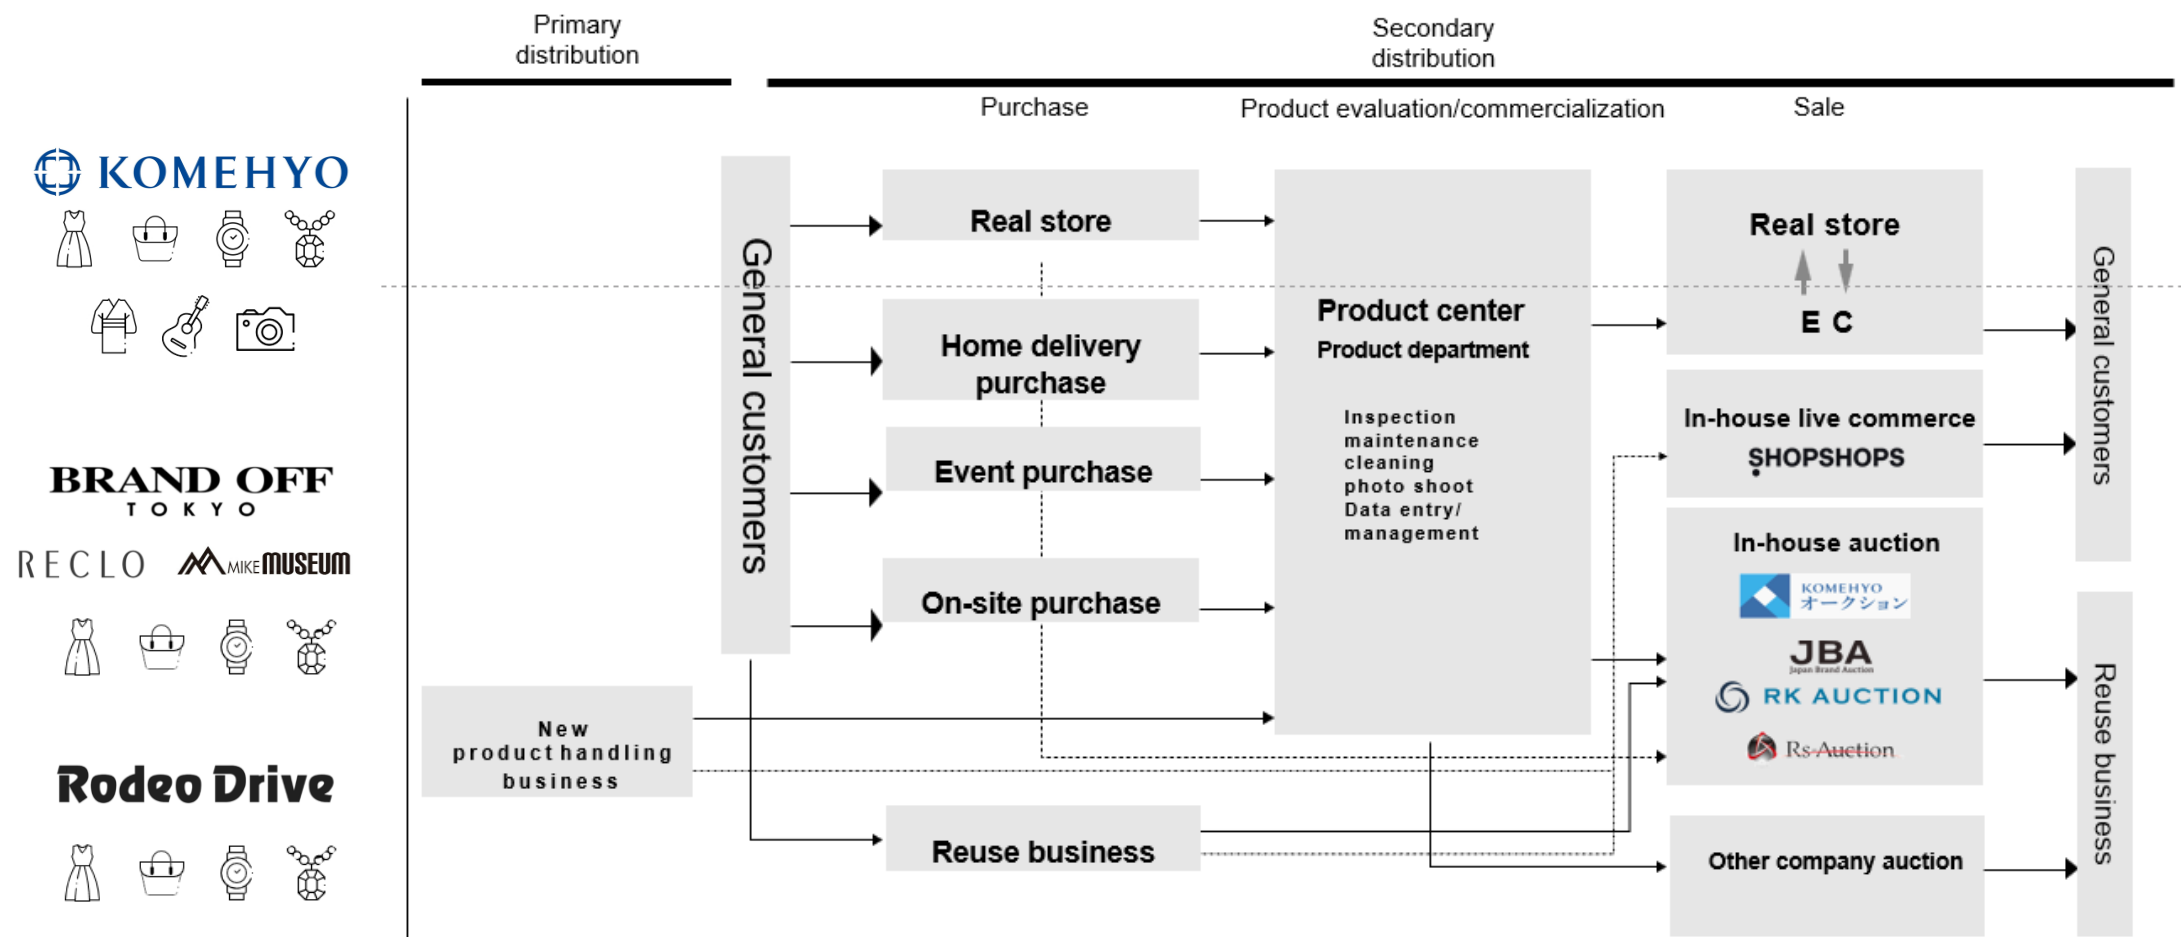 Primary
distribution
Secondary
distribution
Purchase
Product evaluation/commercialization
Sale
KOMEHYO
BRAND OFF
TOKYO
RECLO
MIKE MUSEUM
Rodeo Drive
General customers
New
product handling
business
Real store
Home delivery
purchase
Event purchase
On-site purchase
Reuse business
Product center
Product department
Inspection
maintenance
cleaning
photo shoot
Data entry/
management
Real store
E C
In-house live commerce
SHOPSHOPS
In-house auction
KOMEHYO
オークション
JBA
Japan Brand Auction
RK AUCTION
Rs-Auction
Other company auction
General customers
Reuse business